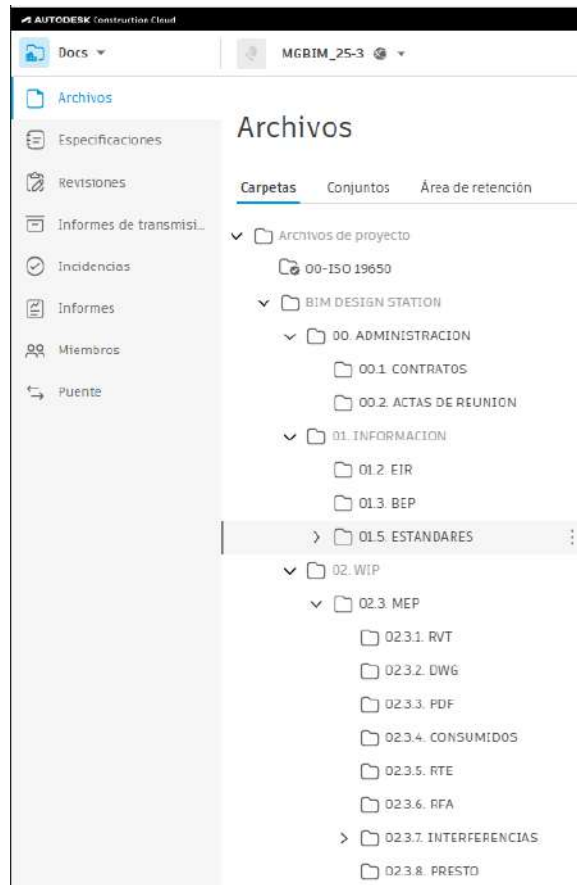 AUTODESK Construction Cloud
Docs
MGBIM_25-3
Archivos
Especificaciones
Revisiones
Informes de transmisi...
Incidencias
Informes
Miembros
Puente
Archivos
Carpetas Conjuntos Área de retención
Archivos de proyecto
00-ISO 19650
BIM DESIGN STATION
00. ADMINISTRACION
00.1. CONTRATOS
00.2. ACTAS DE REUNION
01. INFORMACION
01.2. EIR
01.3. BEP
01.5. ESTANDARES
02. WIP
02.3. MEP
02.3.1. RVT
02.3.2. DWG
02.3.3. PDF
02.3.4. CONSUMIDOS
02.3.5. RTE
02.3.6. RFA
02.3.7. INTERFERENCIAS
02.3.8. PRESTO